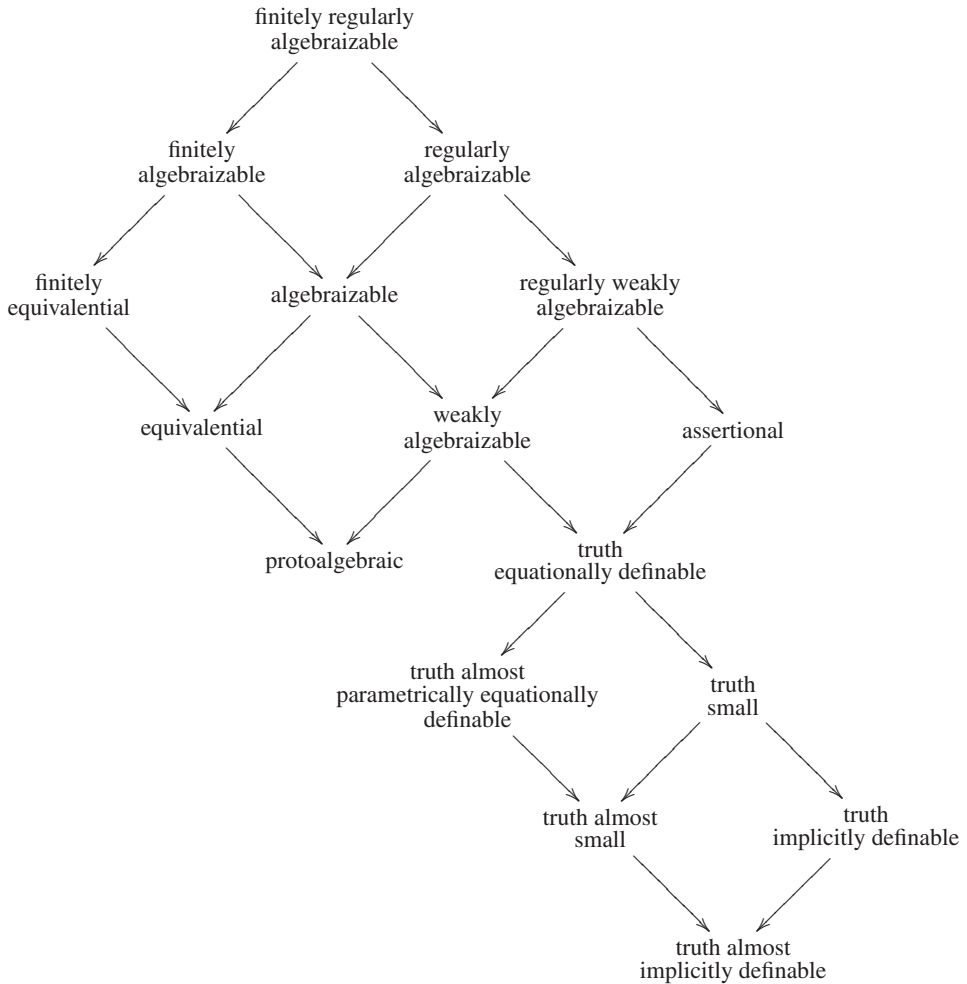 finitely regularly
algebraizable
finitely
algebraizable
regularly
algebraizable
finitely
equivalential
algebraizable
regularly weakly
algebraizable
equivalential
weakly
algebraizable
assertional
protoalgebraic
truth
equationally definable
truth almost
parametrically equationally
definable
truth
small
truth almost
small
truth
implicitly definable
truth almost
implicitly definable